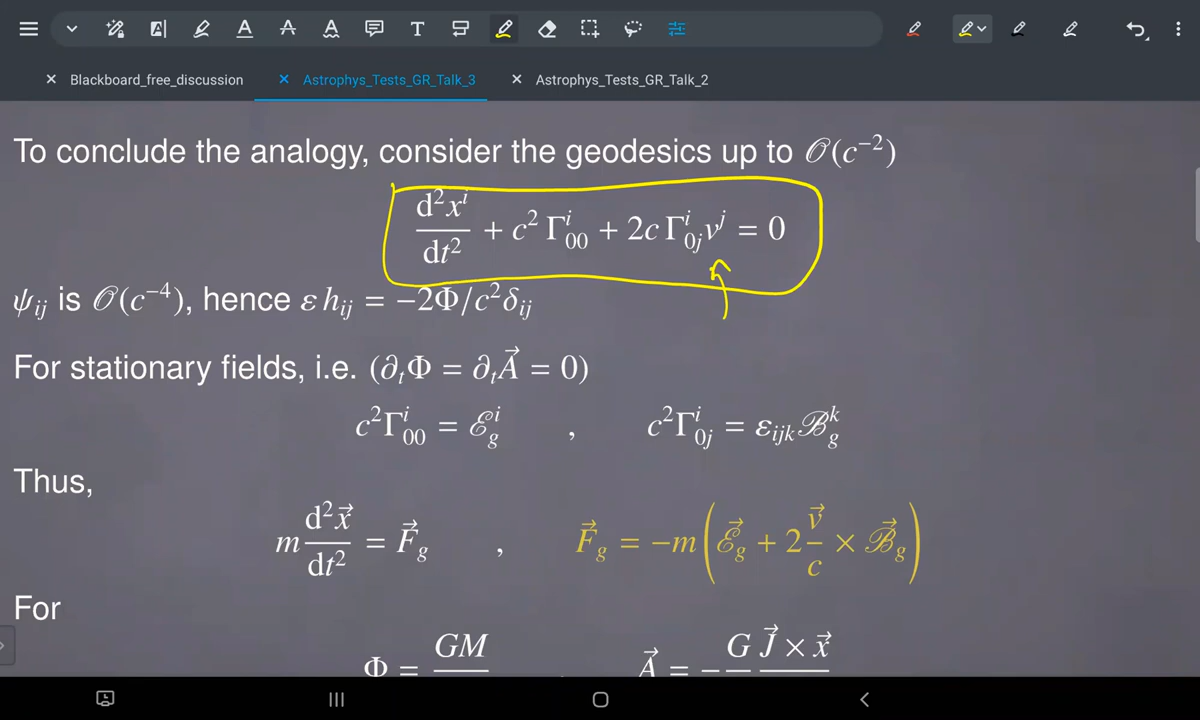 Blackboard_free_discussion Astrophys_Tests_GR_Talk_3 Astrophys_Tests_GR_Talk_2
To conclude the analogy, consider the geodesics up to 𝒪(c⁻²)
d²xⁱ/dt² + c² Γⁱ₀₀ + 2c Γⁱ₀ⱼvʲ = 0
ψᵢⱼ is 𝒪(c⁻⁴), hence ε hᵢⱼ = −2Φ/c²δᵢⱼ
For stationary fields, i.e. (∂ₜΦ = ∂ₜA⃗ = 0)
c²Γⁱ₀₀ = ℰⁱ_g , c²Γⁱ₀ⱼ = εᵢⱼₖℬᵏ_g
Thus,
m d²x⃗/dt² = F⃗_g , F⃗_g = −m(ℰ⃗_g + 2 v⃗/c × ℬ⃗_g)
For
Φ = GM A⃗ = − G J⃗ × x⃗